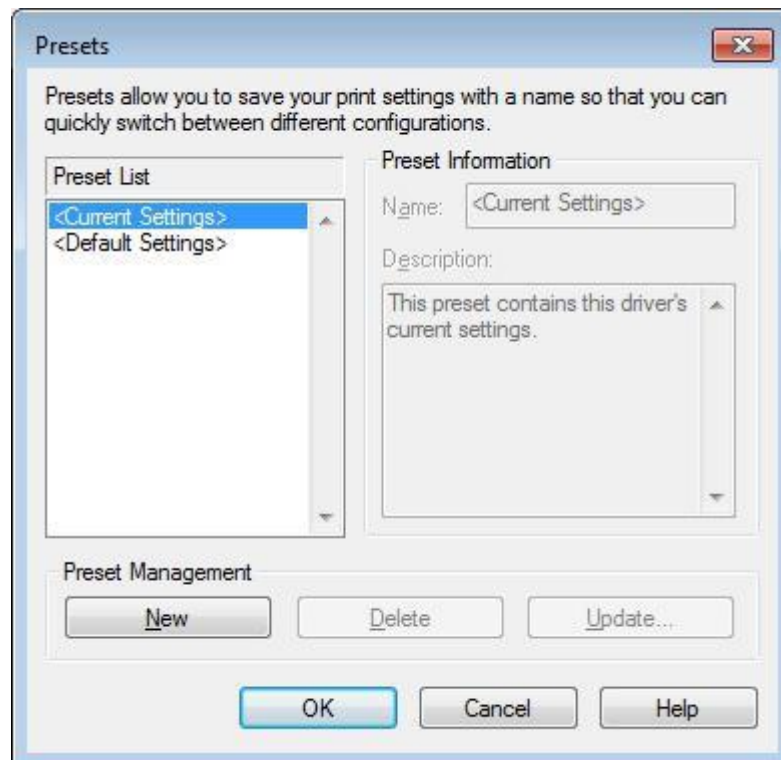 Presets
Presets allow you to save your print settings with a name so that you can
quickly switch between different configurations.
Preset List
<Current Settings>
<Default Settings>
Preset Information
Name: <Current Settings>
Description:
This preset contains this driver's
current settings.
Preset Management
New Delete Update...
OK Cancel Help